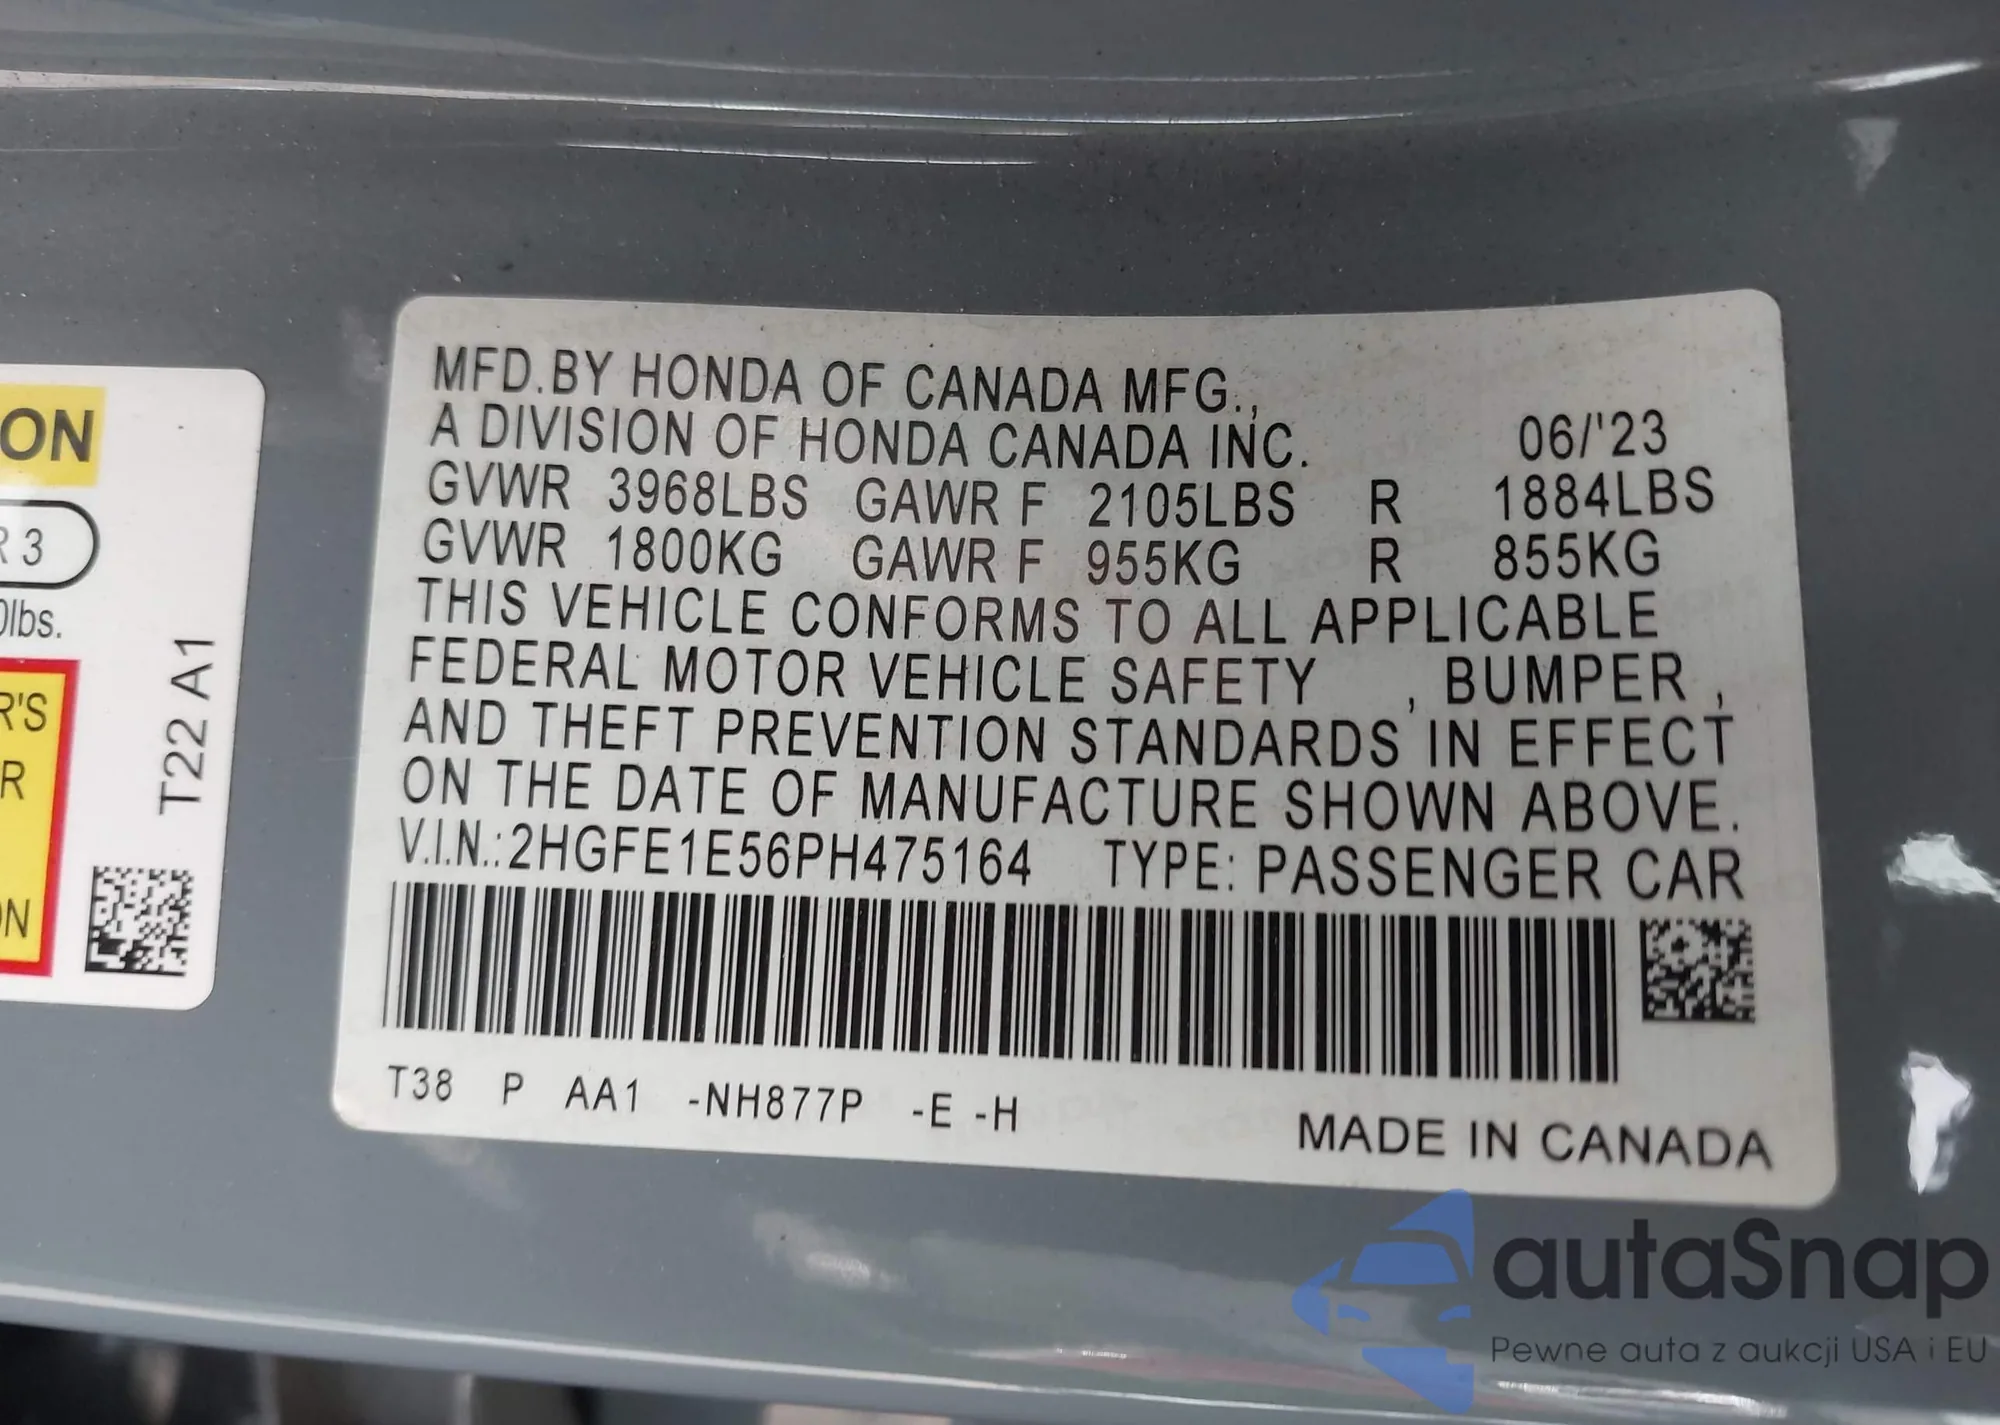 MFD.BY HONDA OF CANADA MFG.,
A DIVISION OF HONDA CANADA INC. 06/'23
GVWR 3968LBS GAWR F 2105LBS R 1884LBS
GVWR 1800KG GAWR F 955KG R 855KG
THIS VEHICLE CONFORMS TO ALL APPLICABLE
FEDERAL MOTOR VEHICLE SAFETY , BUMPER ,
AND THEFT PREVENTION STANDARDS IN EFFECT
ON THE DATE OF MANUFACTURE SHOWN ABOVE.
V.I.N.:2HGFE1E56PH475164 TYPE: PASSENGER CAR
T38 P AA1 -NH877P -E -H
MADE IN CANADA
ON
R 3
0lbs.
R'S
R
ON
T22 A1
autaSnap
Pewne auta z aukcji USA i EU